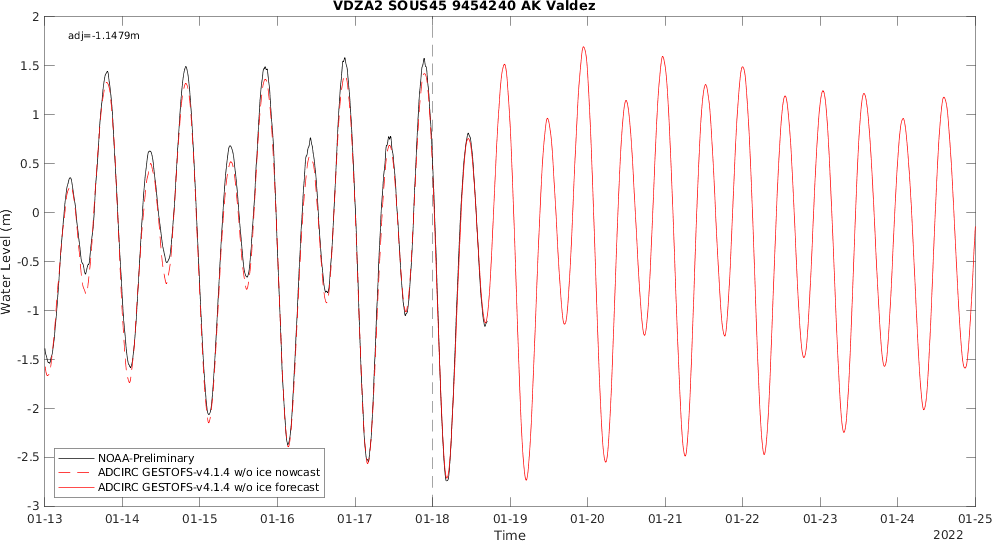 VDZA2 SOUS45 9454240 AK Valdez
adj=-1.1479m
2
1.5
1
0.5
0
-0.5
-1
-1.5
-2
-2.5
-3
Water Level (m)
NOAA-Preliminary
ADCIRC GESTOFS-v4.1.4 w/o ice nowcast
ADCIRC GESTOFS-v4.1.4 w/o ice forecast
01-13 01-14 01-15 01-16 01-17 01-18 01-19 01-20 01-21 01-22 01-23 01-24 01-25
Time
2022